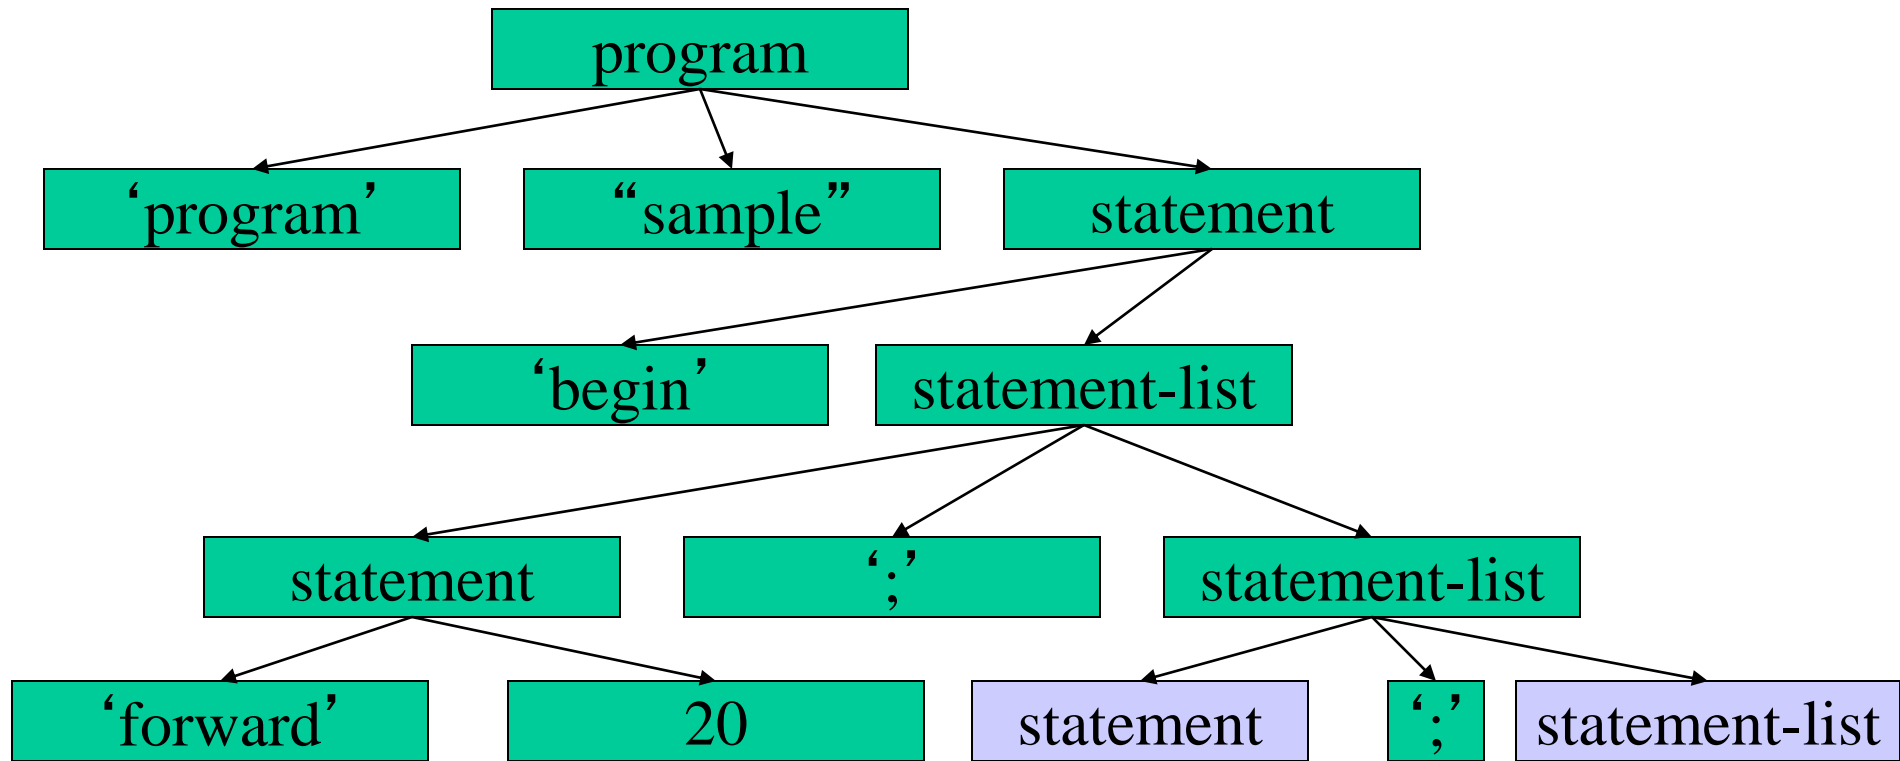 program
‘program’
“sample”
statement
‘begin’
statement-list
statement
‘;’
statement-list
‘forward’
20
statement
‘;’
statement-list